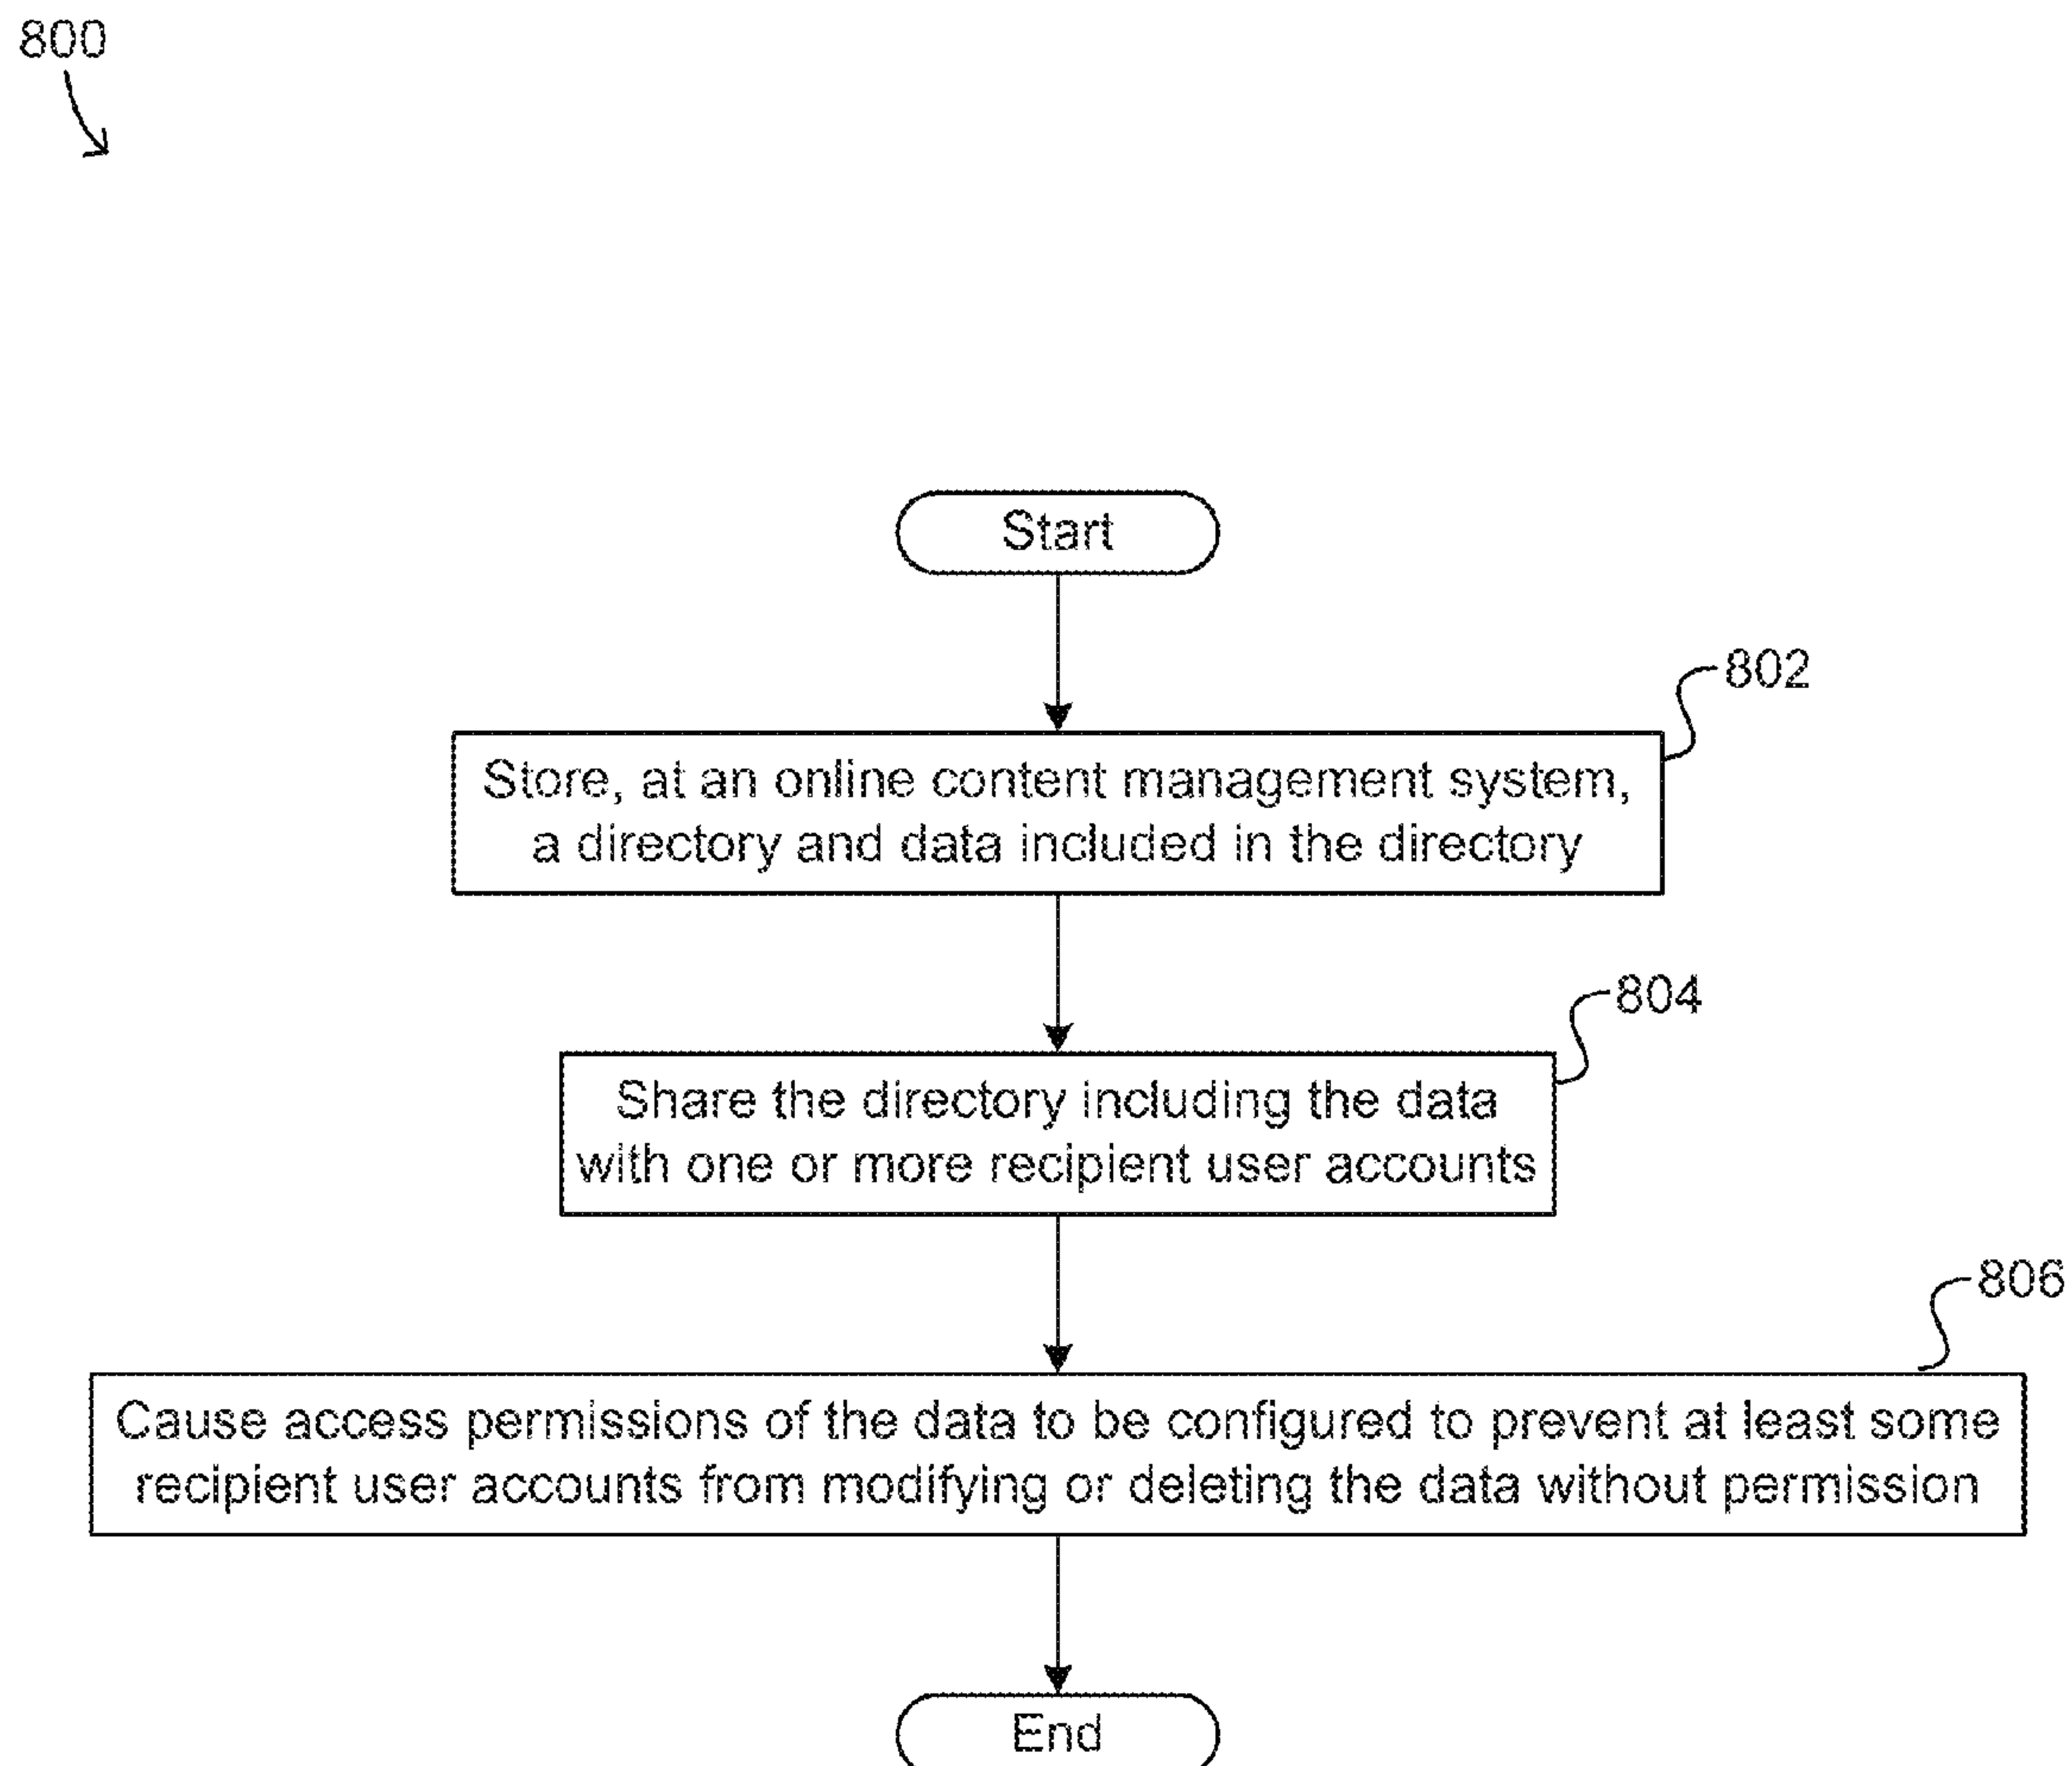 800
Start
802
Store, at an online content management system,
a directory and data included in the directory
804
Share the directory including the data
with one or more recipient user accounts
806
Cause access permissions of the data to be configured to prevent at least some
recipient user accounts from modifying or deleting the data without permission
End